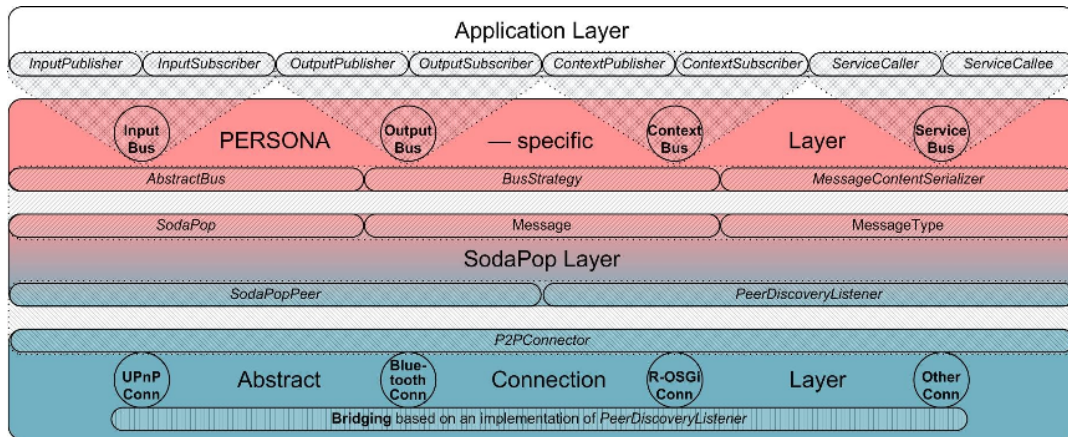 Application Layer
InputPublisher InputSubscriber OutputPublisher OutputSubscriber ContextPublisher ContextSubscriber ServiceCaller ServiceCallee
Input Bus PERSONA Output Bus — specific Context Bus Layer Service Bus
AbstractBus BusStrategy MessageContentSerializer
SodaPop Message MessageType
SodaPop Layer
SodaPopPeer PeerDiscoveryListener
P2PConnector
UPnP Conn Abstract Blue-tooth Conn Connection R-OSGi Conn Layer Other Conn
Bridging based on an implementation of PeerDiscoveryListener